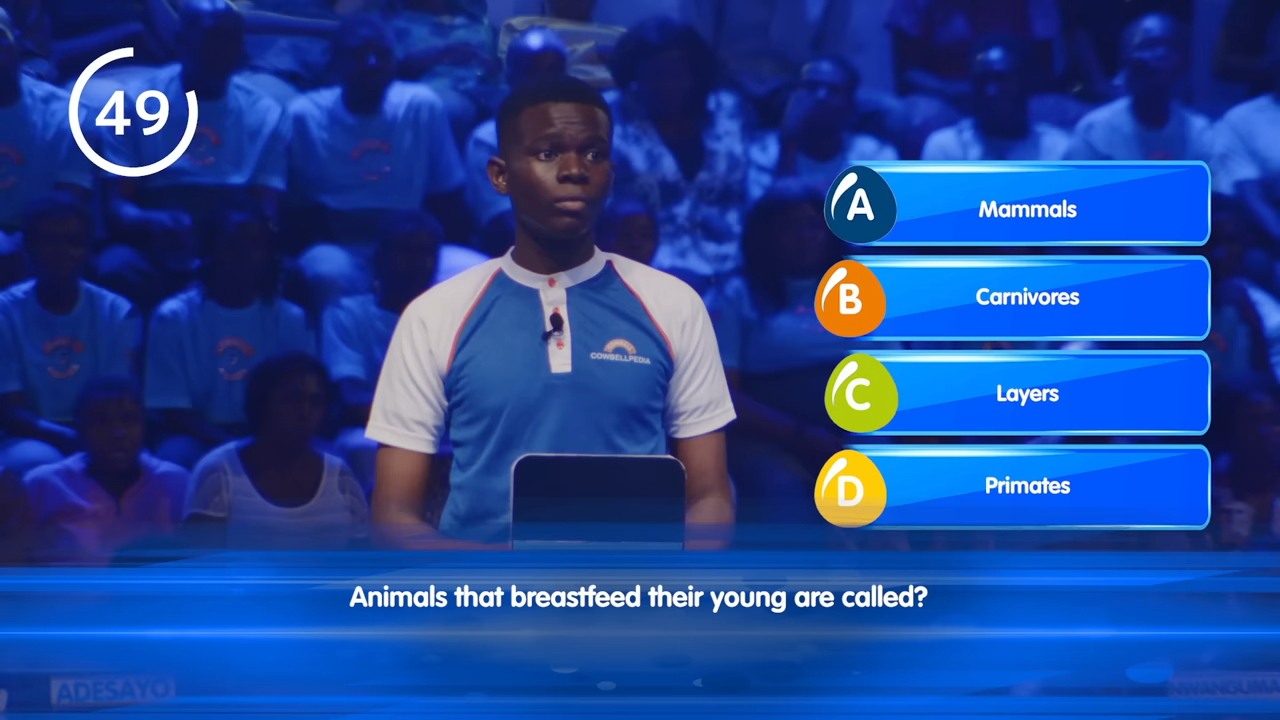 49
COWBELLPEDIA
A Mammals
B Carnivores
C Layers
D Primates
Animals that breastfeed their young are called?
ADESAYO